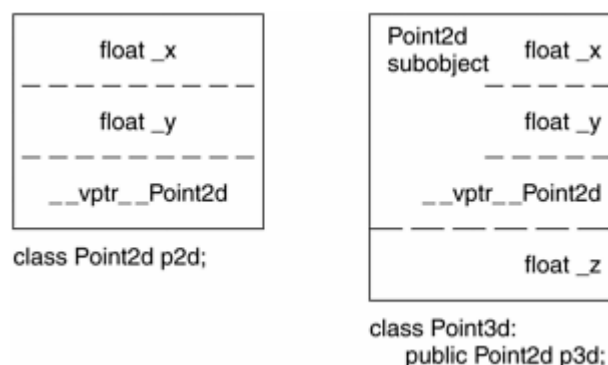 float _x
float _y
__vptr__Point2d
class Point2d p2d;
Point2d
subobject
float _x
float _y
__vptr__Point2d
float _z
class Point3d:
public Point2d p3d;